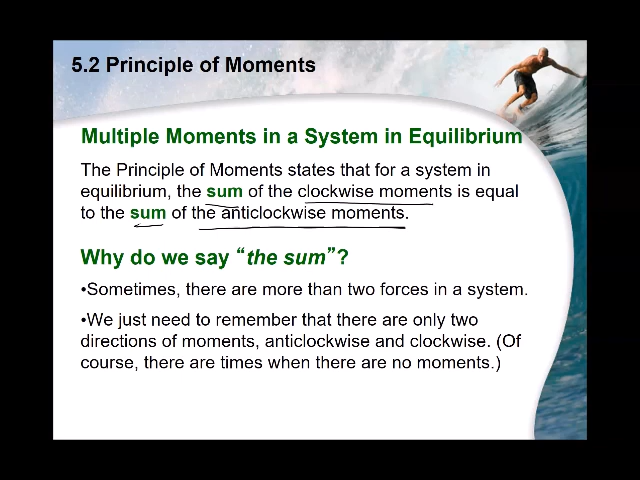 5.2 Principle of Moments
Multiple Moments in a System in Equilibrium
The Principle of Moments states that for a system in
equilibrium, the sum of the clockwise moments is equal
to the sum of the anticlockwise moments.
Why do we say “the sum”?
•Sometimes, there are more than two forces in a system.
•We just need to remember that there are only two
directions of moments, anticlockwise and clockwise. (Of
course, there are times when there are no moments.)